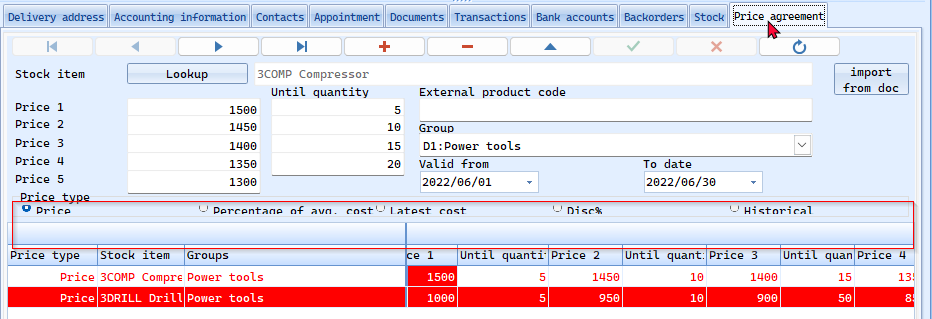 Delivery address Accounting information Contacts Appointment Documents Transactions Bank accounts Backorders Stock Price agreement
Stock item Lookup 3COMP Compressor import from doc
Until quantity External product code
Price 1 1500 5
Price 2 1450 10 Group
Price 3 1400 15 D1:Power tools
Price 4 1350 20 Valid from To date
Price 5 1300 2022/06/01 2022/06/30
Price type
Price Percentage of avg. cost Latest cost Disc% Historical
Price type Stock item Groups ce 1 Until quantit Price 2 Until quant: Price 3 Until quan Price 4
Price 3COMP Compre Power tools 1500 5 1450 10 1400 15 13
Price 3DRILL Drill Power tools 1000 5 950 10 900 50 8